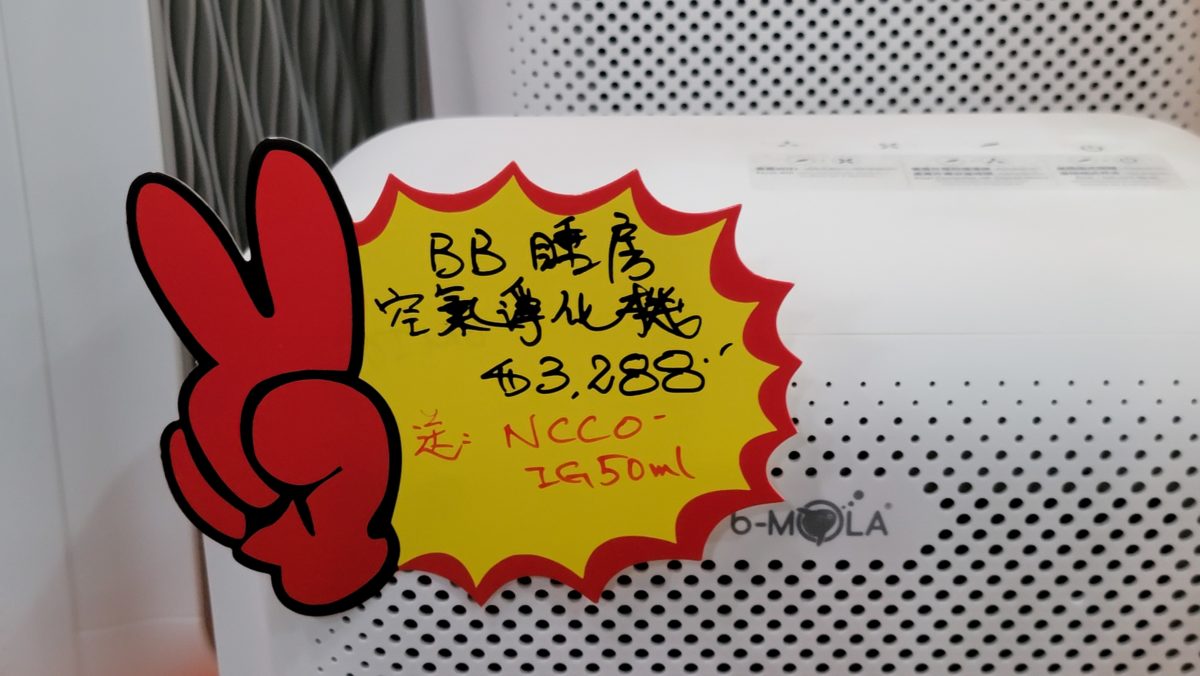 BB 睡房
空氣淨化機
$3,288
送: NCCO-
IG50ml
b-MOLA